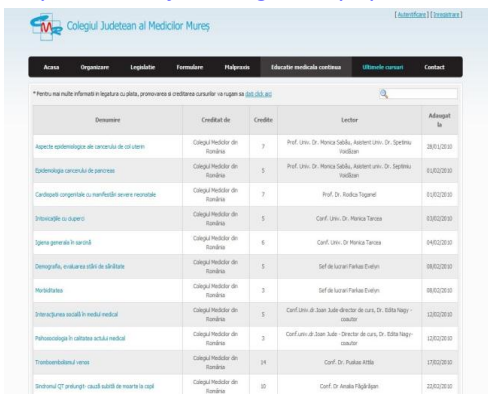 [ Autentificare ] [ Inregistrare ]
Colegiul Judetean al Medicilor Mureș
Acasa Organizare Legislatie Formulare Malpraxis Educatie medicala continua Ultimele cursuri Contact
* Pentru mai multe informatii in legatura cu plata, promovarea si creditarea cursurilor va rugam sa dati click aici
Denumire Creditat de Credite Lector Adaugat la
Aspecte epidemiologice ale cancerului de col uterin Colegiul Medicilor din România 7 Prof. Univ. Dr. Monica Sabău, Asistent Univ. Dr. Spetimiu Voidăzan 28/01/2010
Epidemiologia cancerului de pancreas Colegiul Medicilor din România 5 Prof. Univ. Dr. Monica Sabău, Asistent univ. Dr. Septimiu Voidăzan 01/02/2010
Cardiopatii congenitale cu manifestări severe neonatale Colegiul Medicilor din România 7 Prof. Dr. Rodica Toganel 01/02/2010
Intoxicațiile cu ciuperci Colegiul Medicilor din România 5 Conf. Univ. Dr. Monica Tarcea 03/02/2010
Igiena generala în sarcină Colegiul Medicilor din România 6 Conf. Univ. Dr Monica Tarcea 04/02/2010
Demografia, evaluarea stării de sănătate Colegiul Medicilor din România 5 Sef de lucrari Farkas Evelyn 08/02/2010
Morbiditatea Colegiul Medicilor din România 3 Sef de lucrari Farkas Evelyn 08/02/2010
Interacțiunea socială în mediul medical Colegiul Medicilor din România 5 Conf.Univ.dr.Ioan Jude-director de curs, Dr. Edita Nagy - coautor 12/02/2010
Psihosociologia în calitatea actului medical Colegiul Medicilor din România 3 Conf.univ.dr.Ioan Jude - Director de curs, Dr. Edita Nagy- coautor 12/02/2010
Tromboembolismul venos Colegiul Medicilor din România 14 Conf. Dr. Puskas Attila 17/02/2010
Sindromul QT prelungit- cauză subită de moarte la copii Colegiul Medicilor din România 10 Conf. Dr Amalia Făgărășan 22/02/2010